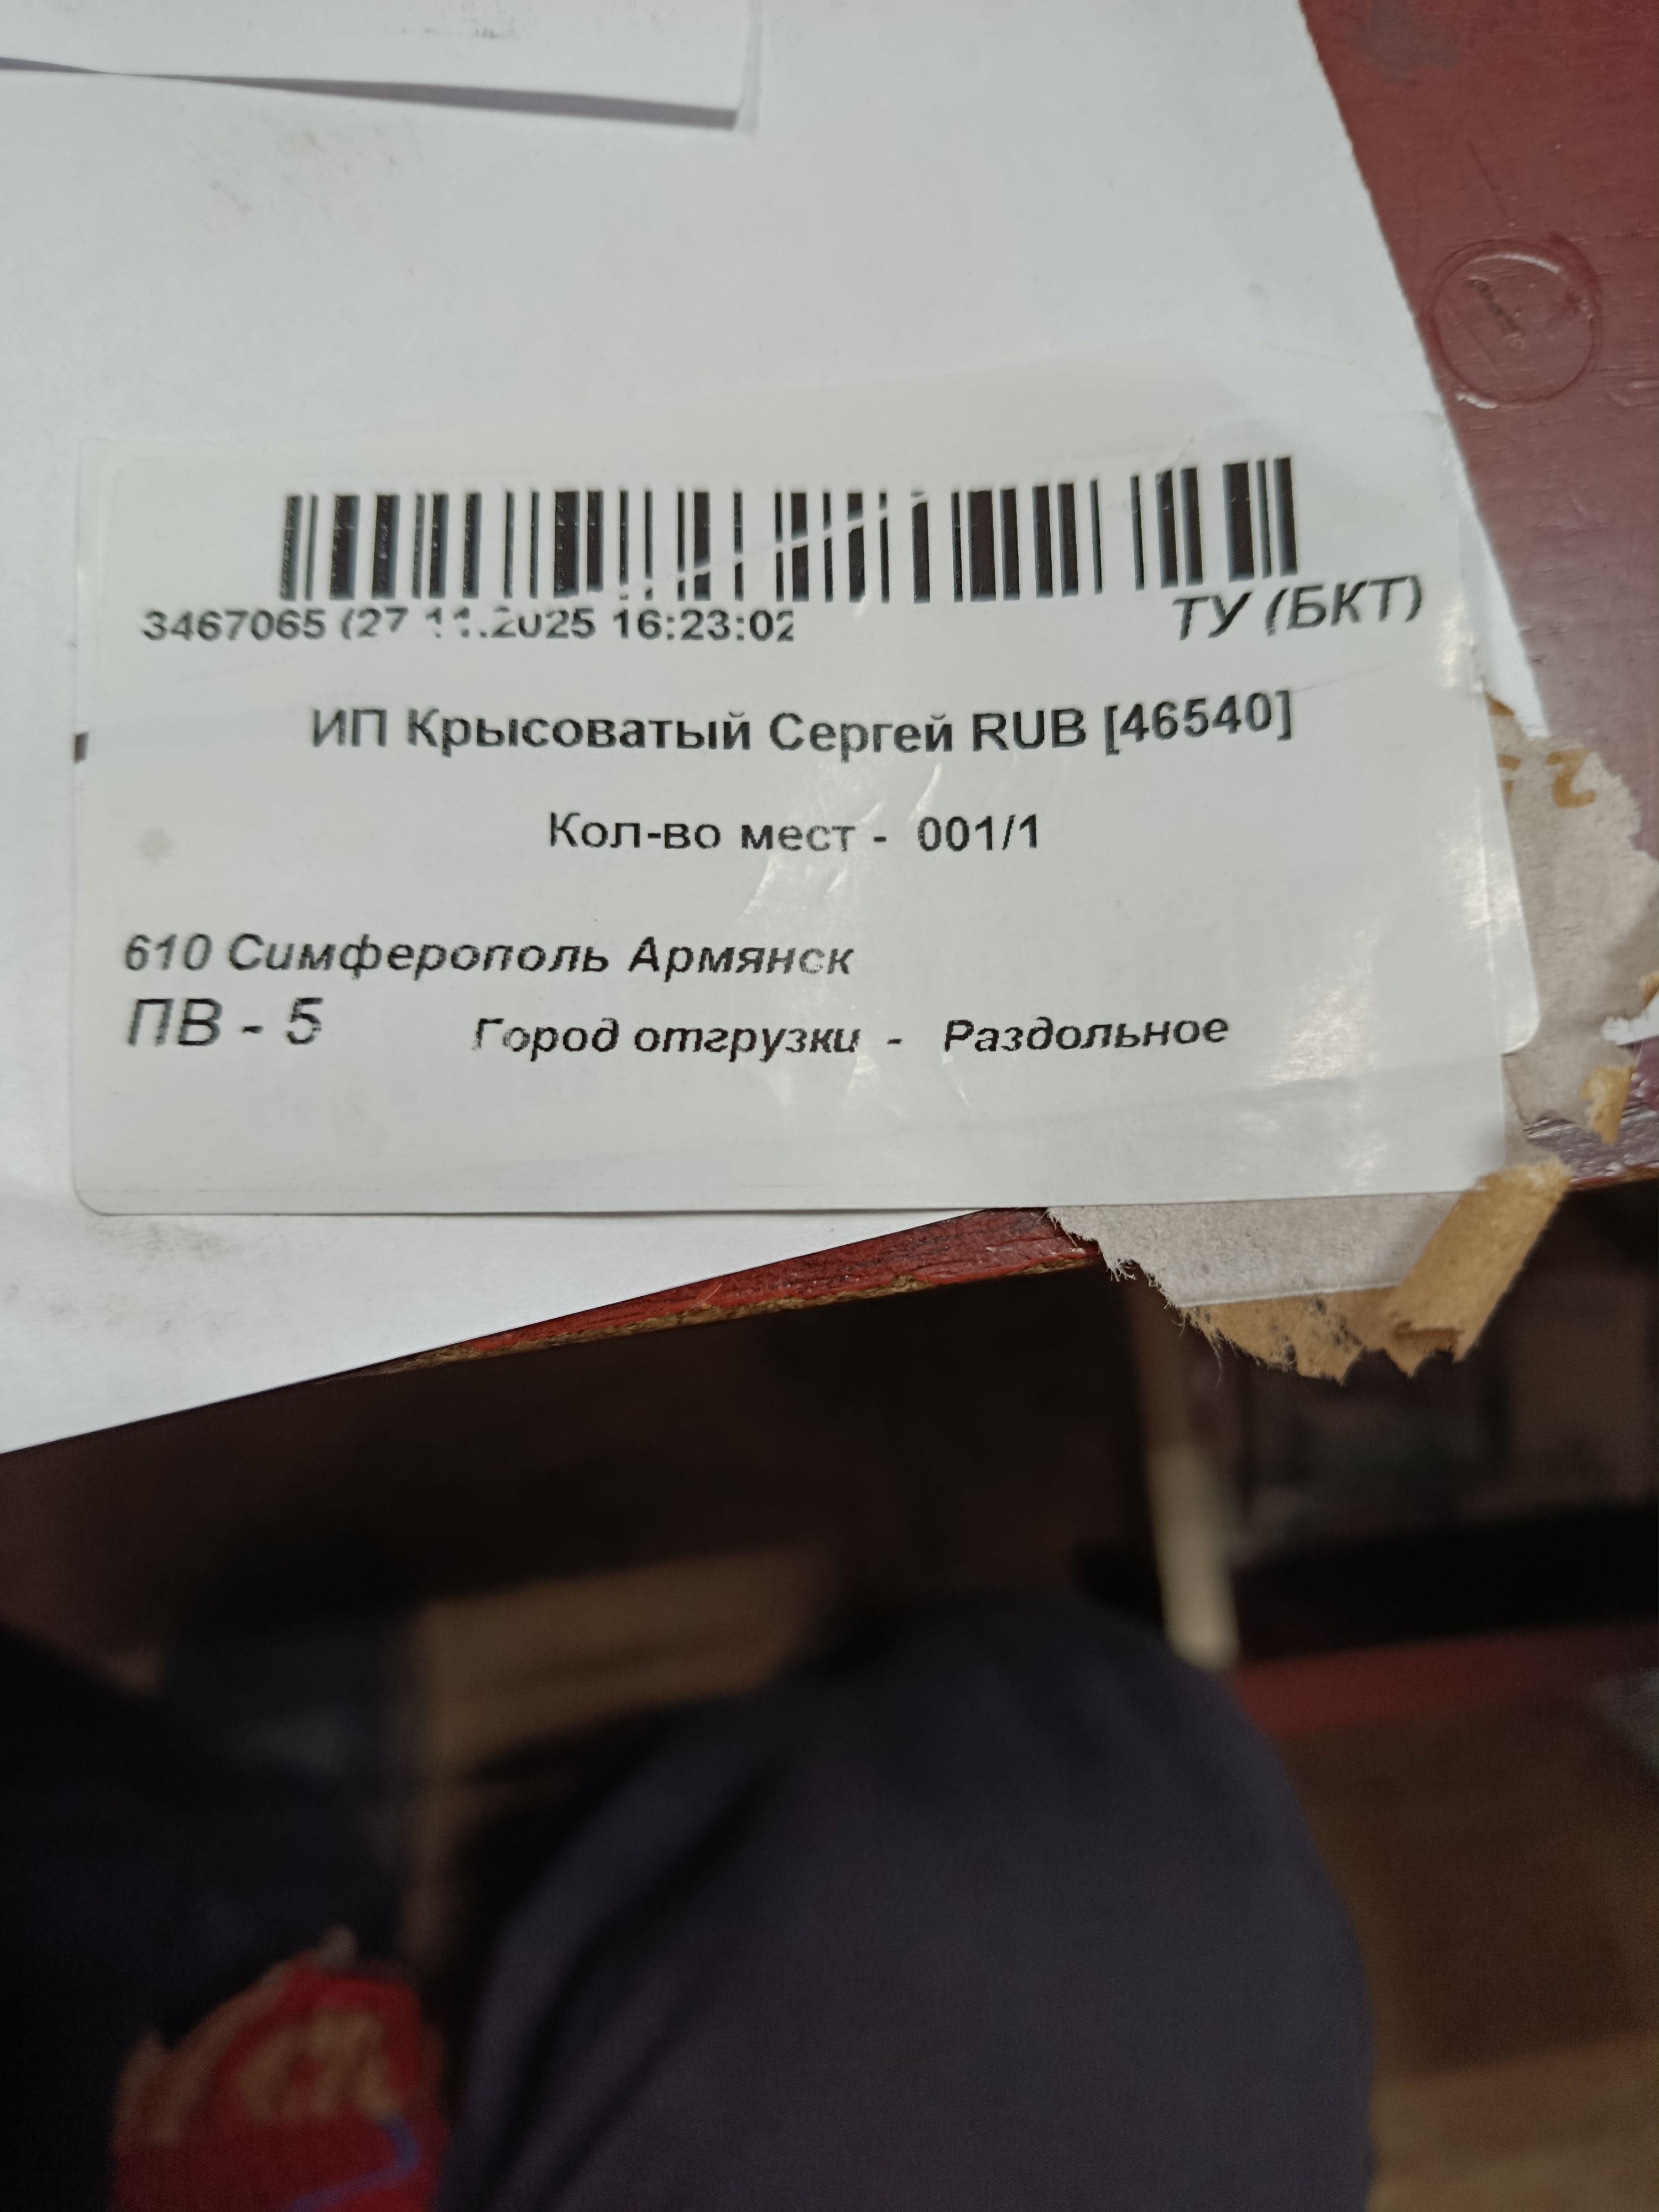 3467065 (27 11.2025 16:23:02
ТУ (БКТ)
ИП Крысоватый Сергей RUB [46540]
Кол-во мест - 001/1
610 Симферополь Армянск
ПВ - 5 Город отгрузки - Раздольное